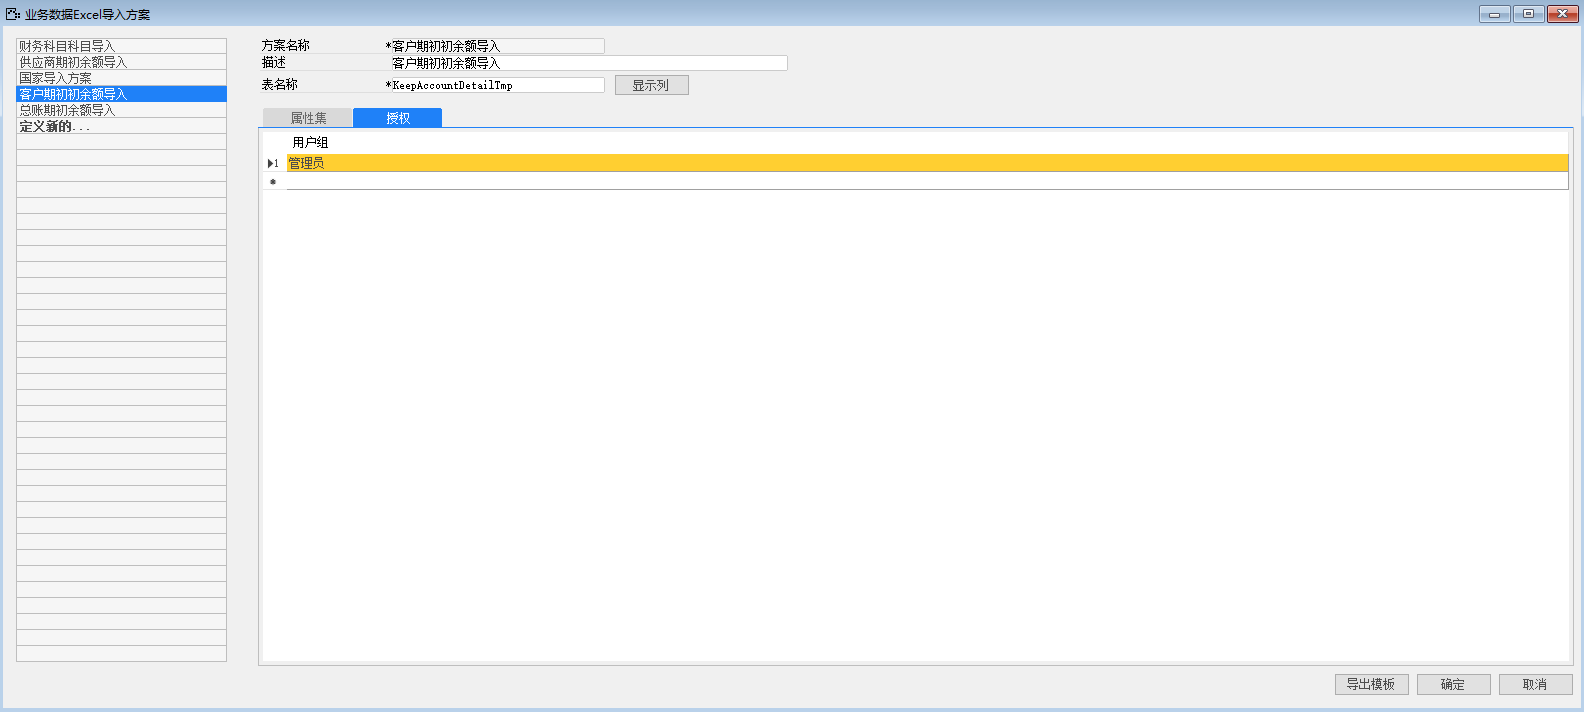 业务数据Excel导入方案
财务科目科目导入
供应商期初余额导入
国家导入方案
客户期初初余额导入
总账期初余额导入
定义新的...
方案名称 *客户期初初余额导入
描述 客户期初初余额导入
表名称 *KeepAccountDetailTmp 显示列
属性集 授权
用户组
1 管理员
*
导出模板 确定 取消